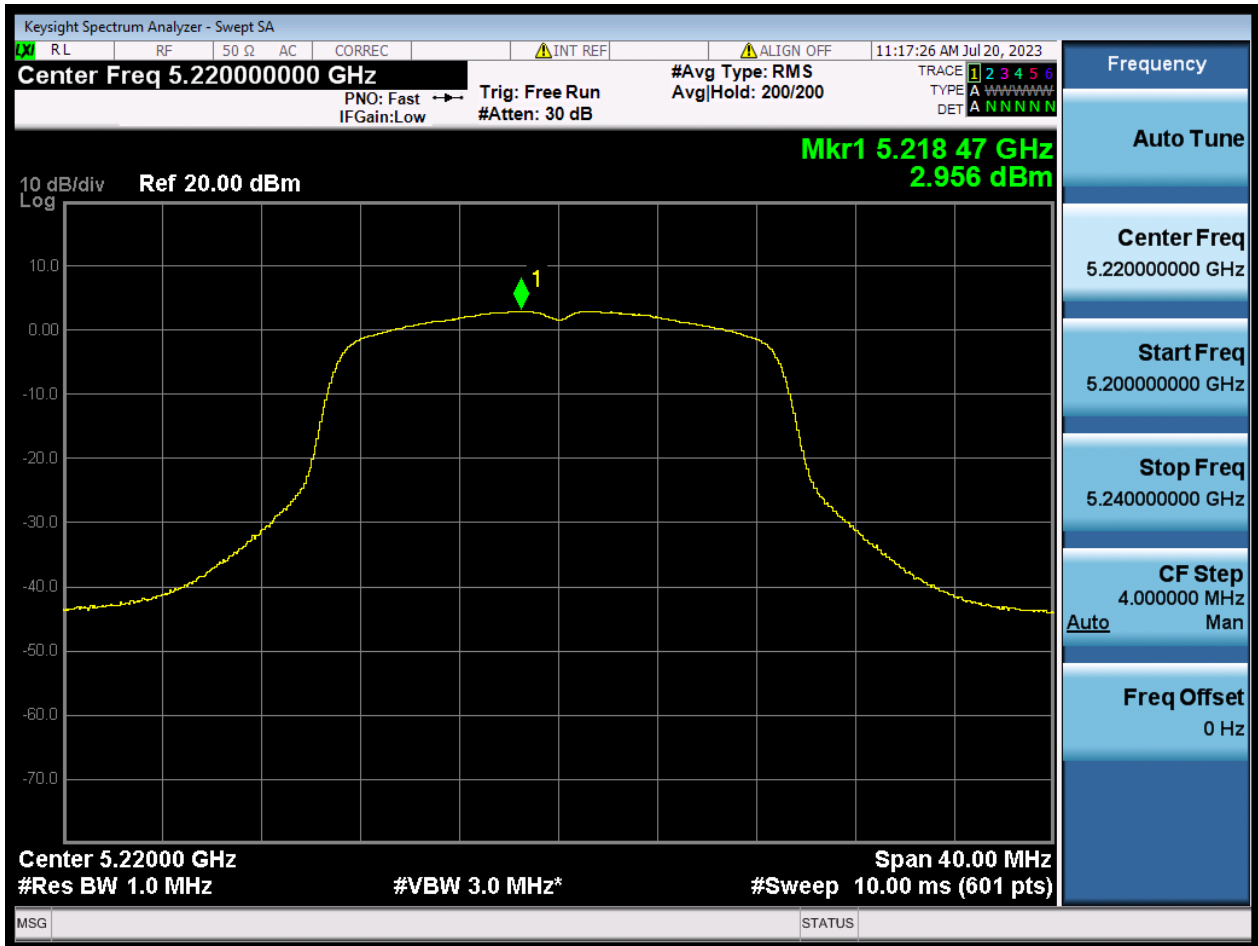 Keysight Spectrum Analyzer - Swept SA
LXI RL RF 50 Ω AC CORREC INT REF ALIGN OFF 11:17:26 AM Jul 20, 2023
Center Freq 5.220000000 GHz
PNO: Fast
IFGain:Low
Trig: Free Run
#Atten: 30 dB
#Avg Type: RMS
Avg|Hold: 200/200
TRACE 1 2 3 4 5 6
TYPE A WWWWW
DET A N N N N N
Mkr1 5.218 47 GHz
2.956 dBm
10 dB/div Ref 20.00 dBm
Log
10.0
1
0.00
-10.0
-20.0
-30.0
-40.0
-50.0
-60.0
-70.0
Center 5.22000 GHz Span 40.00 MHz
#Res BW 1.0 MHz #VBW 3.0 MHz* #Sweep 10.00 ms (601 pts)
MSG STATUS
Frequency
Auto Tune
Center Freq
5.220000000 GHz
Start Freq
5.200000000 GHz
Stop Freq
5.240000000 GHz
CF Step
4.000000 MHz
Auto Man
Freq Offset
0 Hz